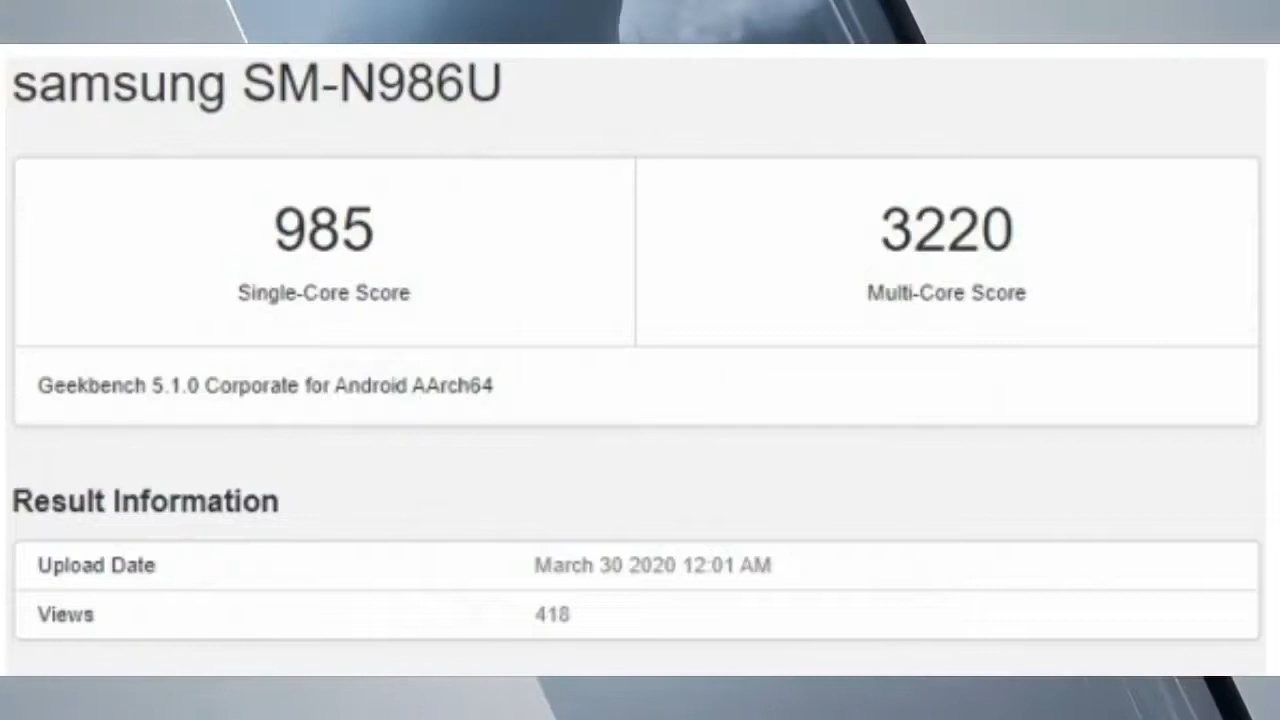 samsung SM-N986U
985
Single-Core Score
3220
Multi-Core Score
Geekbench 5.1.0 Corporate for Android AArch64
Result Information
Upload Date March 30 2020 12:01 AM
Views 418